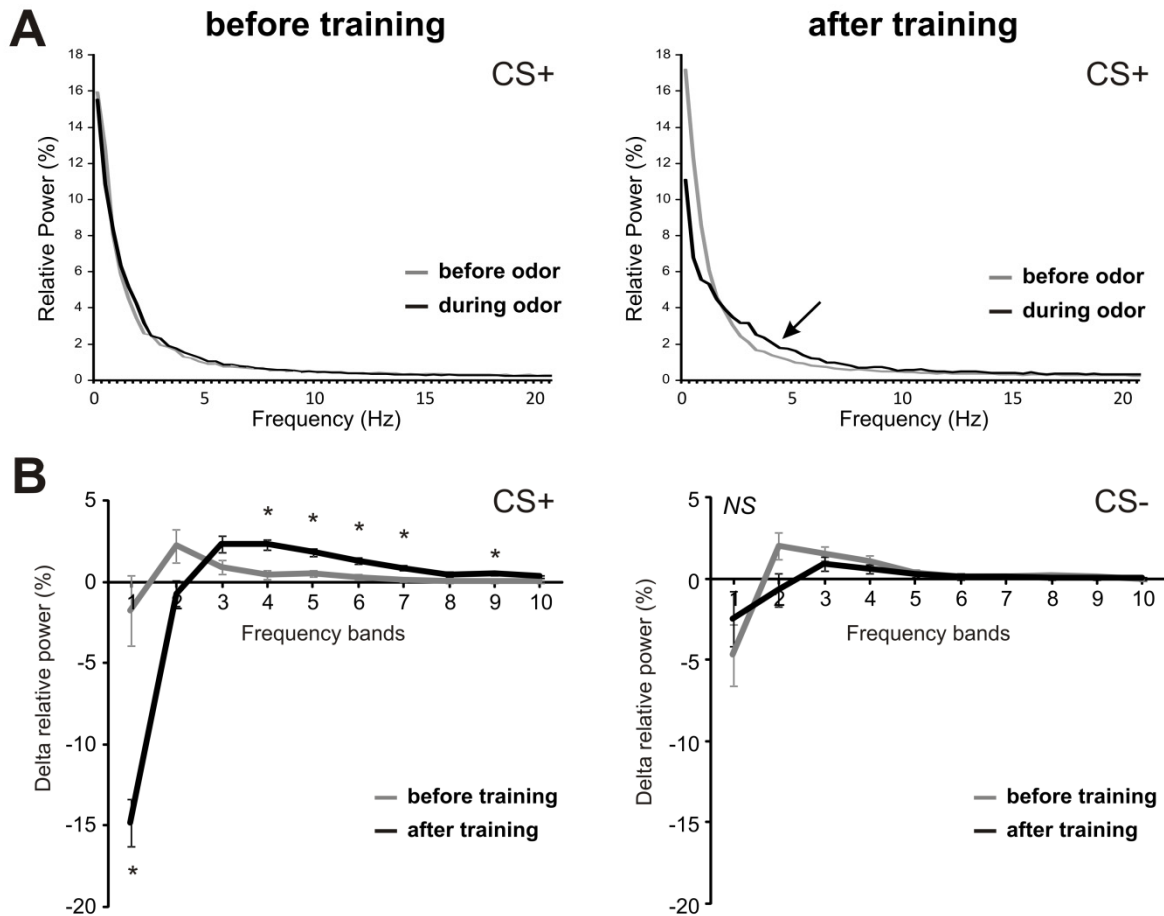 A
before training
after training
18
16
14
12
10
8
6
4
2
0
Relative Power (%)
CS+
before odor
during odor
0
5
10
15
20
Frequency (Hz)
18
16
14
12
10
8
6
4
2
0
Relative Power (%)
CS+
before odor
during odor
0
5
10
15
20
Frequency (Hz)
B
5
0
-5
-10
-15
-20
Delta relative power (%)
CS+
* * * * *
1 2 3 4 5 6 7 8 9 10
Frequency bands
before training
after training
*
5
0
-5
-10
-15
-20
Delta relative power (%)
NS
CS-
1 2 3 4 5 6 7 8 9 10
Frequency bands
before training
after training